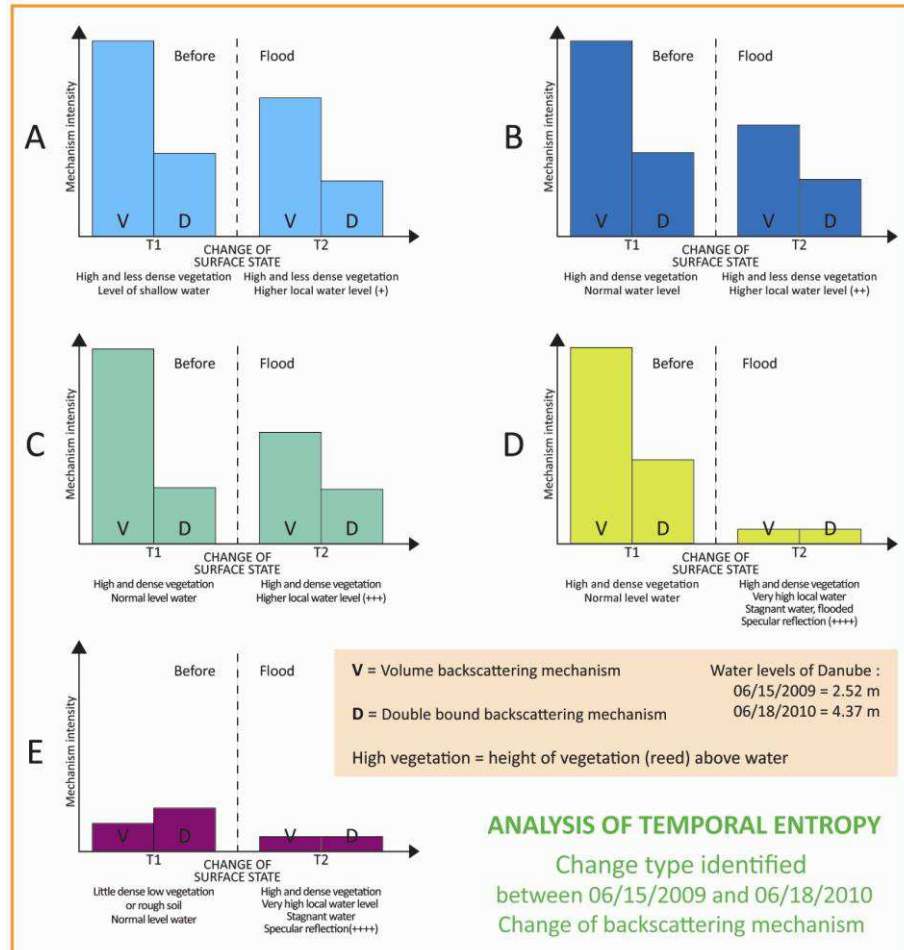 A
Mechanism intensity
Before
Flood
V
D
V
D
T1
T2
CHANGE OF
SURFACE STATE
High and less dense vegetation
Level of shallow water
High and less dense vegetation
Higher local water level (+)
B
Mechanism intensity
Before
Flood
V
D
V
D
T1
T2
CHANGE OF
SURFACE STATE
High and dense vegetation
Normal water level
High and less dense vegetation
Higher local water level (++)
C
Mechanism intensity
Before
Flood
V
D
V
D
T1
T2
CHANGE OF
SURFACE STATE
High and dense vegetation
Normal level water
High and dense vegetation
Higher local water level (+++)
D
Mechanism intensity
Before
Flood
V
D
V
D
T1
T2
CHANGE OF
SURFACE STATE
High and dense vegetation
Normal level water
High and dense vegetation
Very high local water
Stagnant water, flooded
Specular reflection (++++)
E
Mechanism intensity
Before
Flood
V
D
V
D
T1
T2
CHANGE OF
SURFACE STATE
Little dense low vegetation
or rough soil
Normal level water
High and dense vegetation
Very high local water level
Stagnant water
Specular reflection(++++)
V = Volume backscattering mechanism
D = Double bound backscattering mechanism
High vegetation = height of vegetation (reed) above water
Water levels of Danube :
06/15/2009 = 2.52 m
06/18/2010 = 4.37 m
ANALYSIS OF TEMPORAL ENTROPY
Change type identified
between 06/15/2009 and 06/18/2010
Change of backscattering mechanism